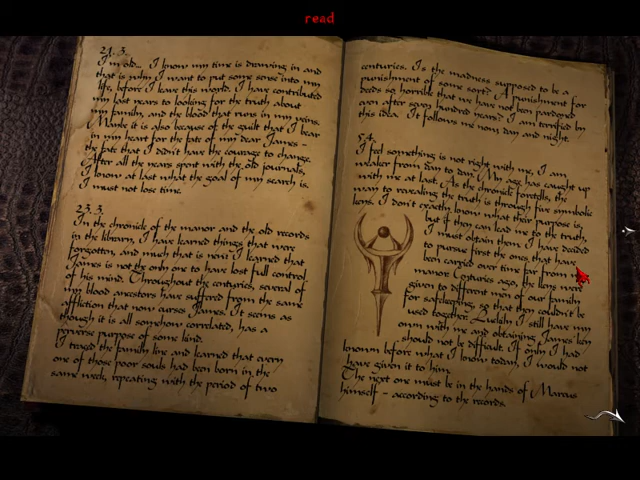 read
21.3.
I'm old... I know my time is drawing in and
that is why I want to put some sense into my
life, before I leave this world. I have contributed
my last years to looking for the truth about
my family, and the blood that runs in my veins.
Maybe it is also because of the guilt that I bear
in my heart for the fate of my dear James -
the fate that I didn't have the courage to change.
After all the years spent with the old journals,
I know at last what the goal of my search is.
I must not lose time.
23.3.
In the chronicle of the manor and the old records
in the library, I have learned things that were
forgotten, and much that is new. I learned that
James is not the only one to have lost full control
of his mind. Throughout the centuries, several of
my blood ancestors have suffered from the same
affliction that now curses James. It seems as
though it is all somehow correlated, has a
perverse purpose of some kind.
I traced the family line and learned that every
one of those poor souls had been born in the
same week, repeating with the period of two
centuries. Is the madness supposed to be a
punishment of some sort? A punishment for
deeds so horrible that we have not been pardoned
even after seven hundred years? I am terrified by
this idea. It follows me now day and night.
5.4.
I feel something is not right with me, I am
weaker from day to day. My age has caught up
with me at last. As the chronicle foretells, the
way to revealing the truth is through five symbolic
keys. I don't exactly know what their purpose is,
but if then can lead me to the truth,
I must obtain them. I have decided
to pursue first the ones that have
been carried over time far from
manor. Centuries ago, the keys were
given to different men of our family
for safekeeping, so that then couldn't be
used together. Luckily I still have my
own with me and obtaining James' key
should not be difficult. If only I had
known before what I know today, I would not
have given it to him.
The next one must be in the hands of Marcus
himself - according to the records.